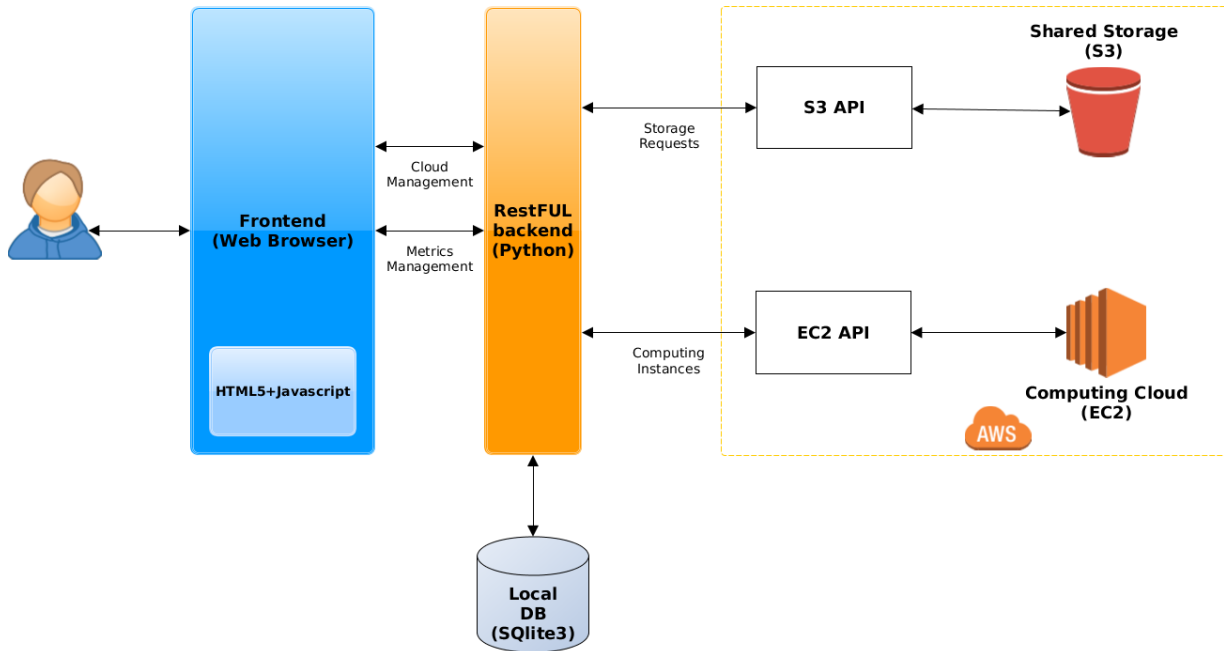 Frontend
(Web Browser)
HTML5+Javascript
Cloud
Management
Metrics
Management
RestFUL
backend
(Python)
Local
DB
(SQlite3)
Storage
Requests
Computing
Instances
S3 API
EC2 API
Shared Storage
(S3)
Computing Cloud
(EC2)
AWS